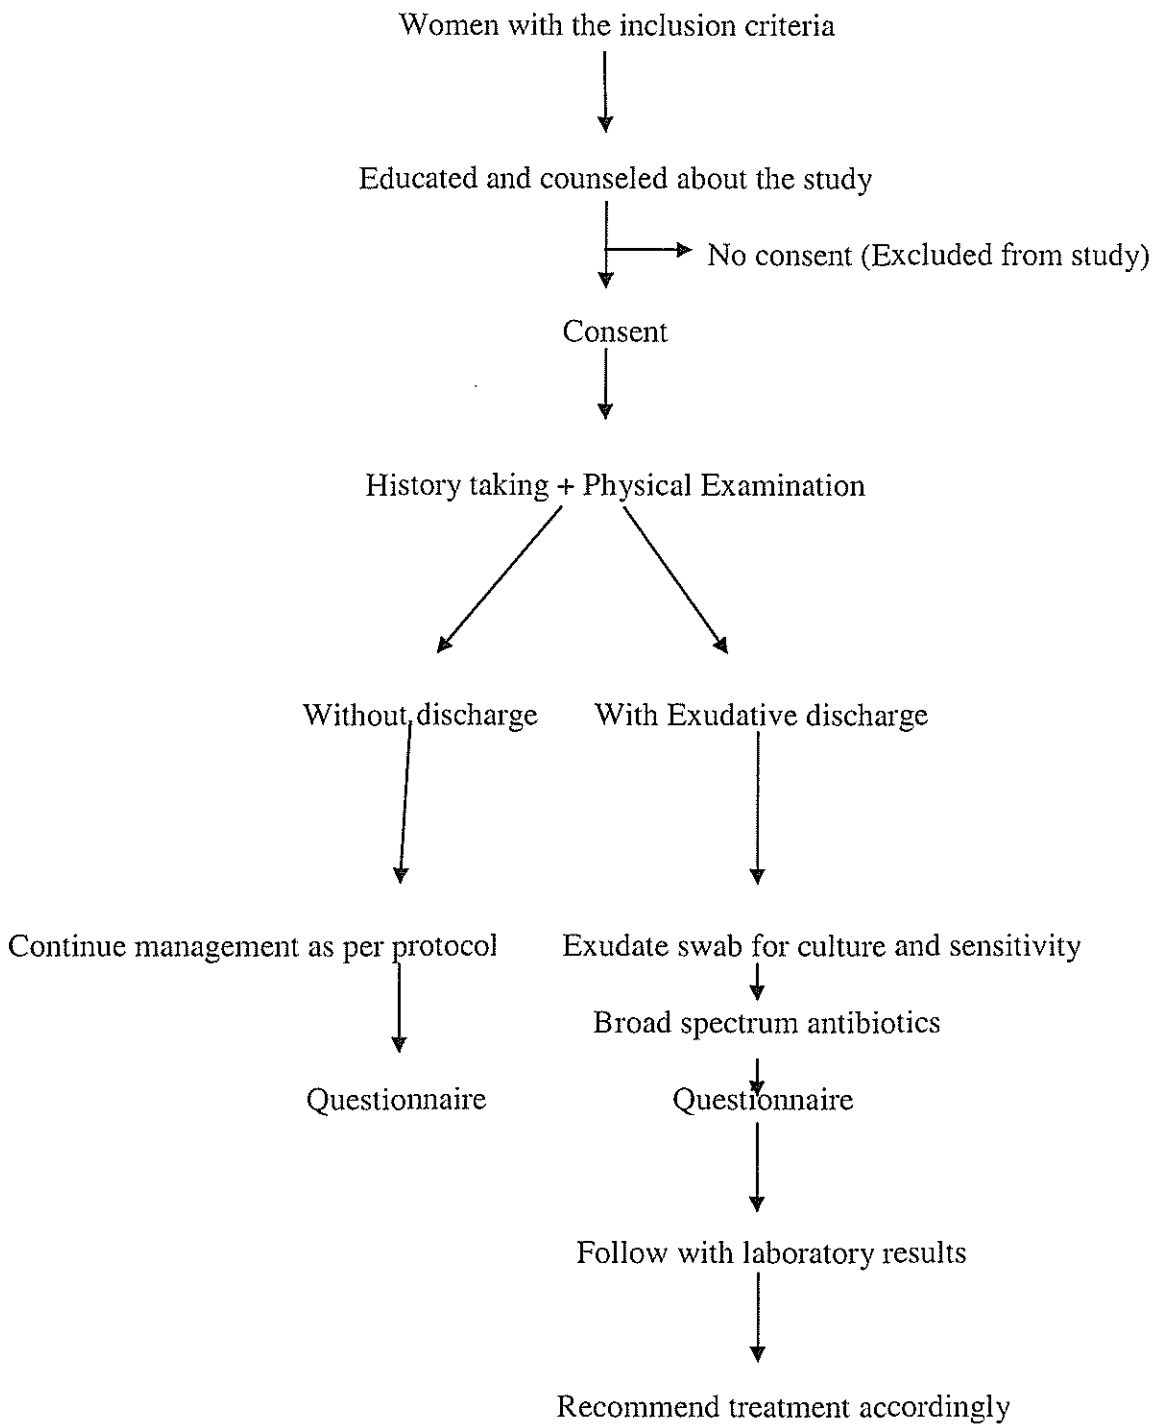 Women with the inclusion criteria
Educated and counseled about the study
No consent (Excluded from study)
Consent
History taking + Physical Examination
Without discharge
With Exudative discharge
Continue management as per protocol
Exudate swab for culture and sensitivity
Broad spectrum antibiotics
Questionnaire
Questionnaire
Follow with laboratory results
Recommend treatment accordingly